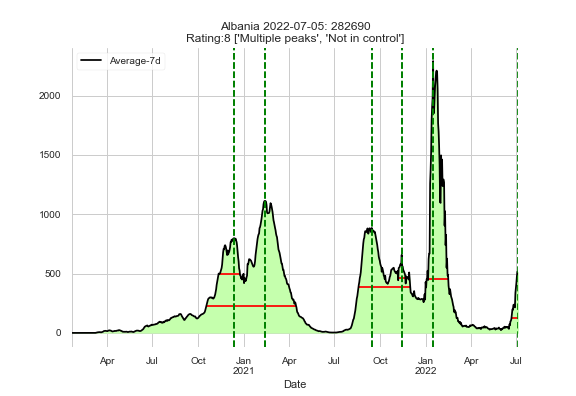 Albania 2022-07-05: 282690
Rating:8 ['Multiple peaks', 'Not in control']
Average-7d
2000
1500
1000
500
0
Apr Jul Oct Jan Apr Jul Oct Jan Apr Jul
2021 2022
Date